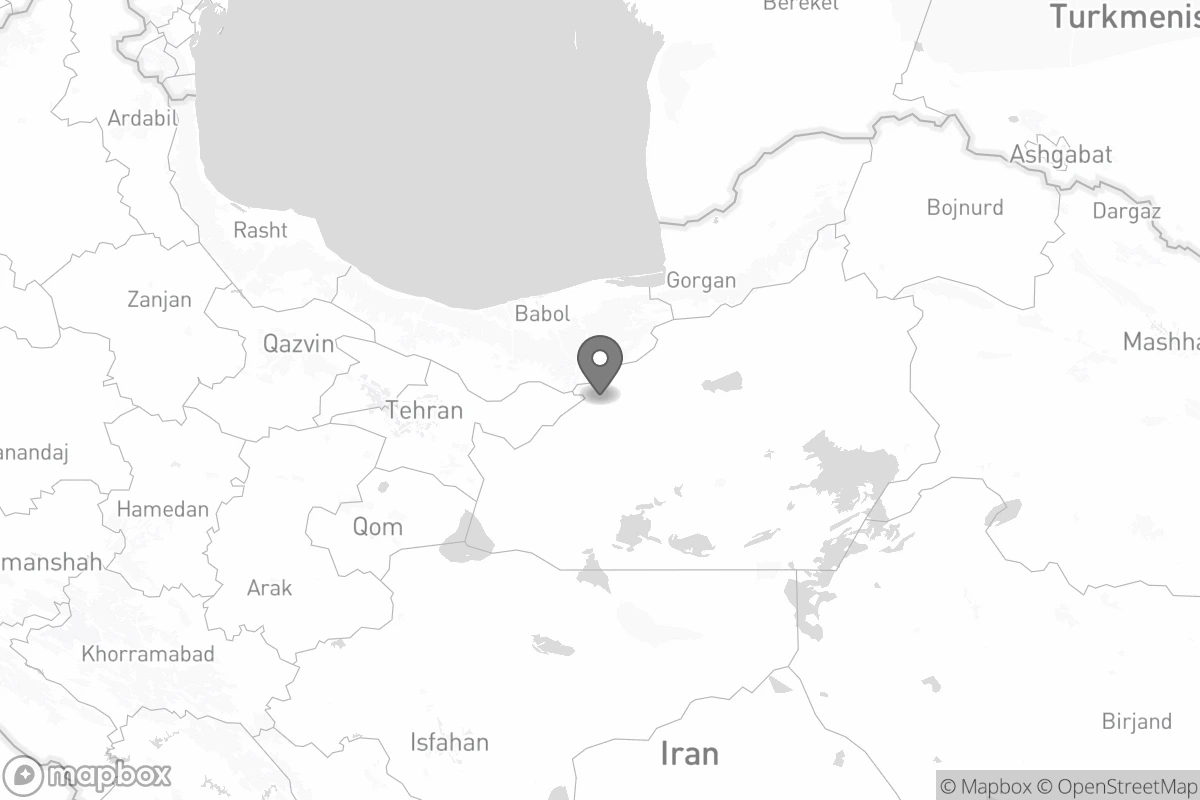 Bereket
Turkmenis
Ardabil
Ashgabat
Bojnurd
Dargaz
Rasht
Gorgan
Zanjan
Babol
Qazvin
Mashha
Tehran
anandaj
Hamedan
Qom
manshah
Arak
Khorramabad
Birjand
Isfahan
Iran
mapbox
© Mapbox © OpenStreetMap